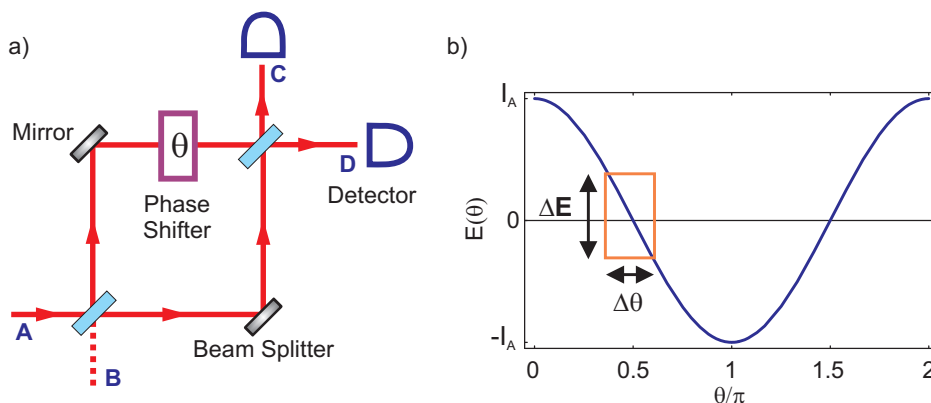 a)
C
Mirror
θ
D
Detector
Phase
Shifter
A
Beam Splitter
B
b)
I_A
E(θ)
0
-I_A
ΔE
Δθ
0 0.5 1 1.5 2
θ/π